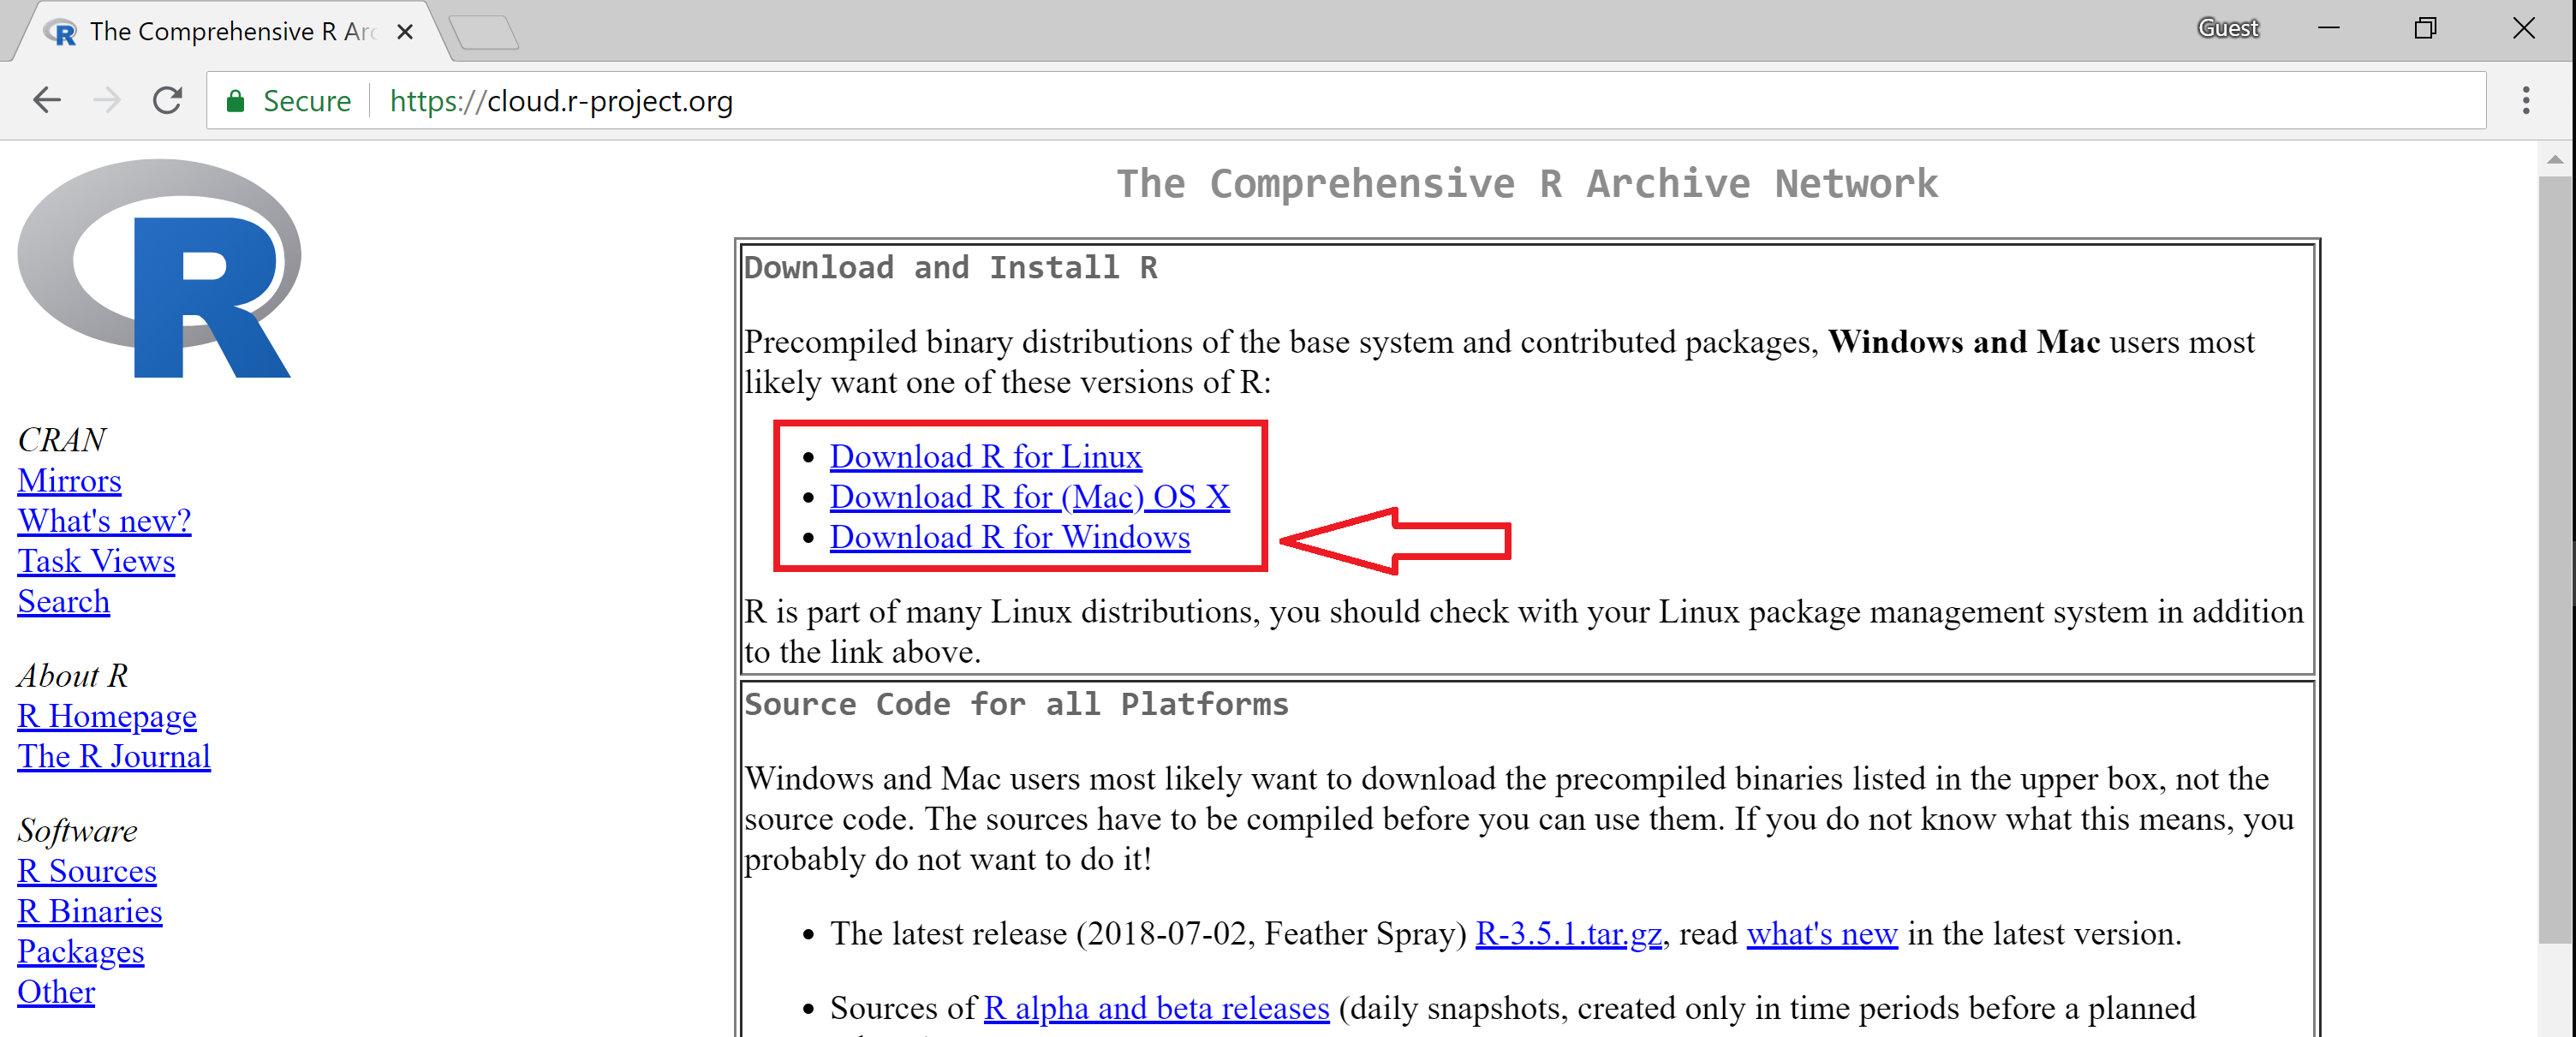 The Comprehensive R Arc
Guest
Secure
https://cloud.r-project.org
R
The Comprehensive R Archive Network
CRAN
Mirrors
What's new?
Task Views
Search
About R
R Homepage
The R Journal
Software
R Sources
R Binaries
Packages
Other
Download and Install R
Precompiled binary distributions of the base system and contributed packages, Windows and Mac users most
likely want one of these versions of R:
• Download R for Linux
• Download R for (Mac) OS X
• Download R for Windows
R is part of many Linux distributions, you should check with your Linux package management system in addition
to the link above.
Source Code for all Platforms
Windows and Mac users most likely want to download the precompiled binaries listed in the upper box, not the
source code. The sources have to be compiled before you can use them. If you do not know what this means, you
probably do not want to do it!
• The latest release (2018-07-02, Feather Spray) R-3.5.1.tar.gz, read what's new in the latest version.
• Sources of R alpha and beta releases (daily snapshots, created only in time periods before a planned